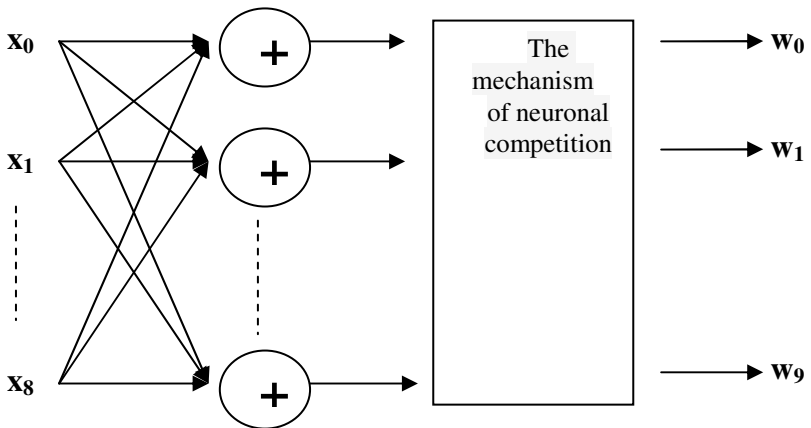 x₀ + The w₀
mechanism
of neuronal
competition
x₁ + w₁
x₈ + w₉